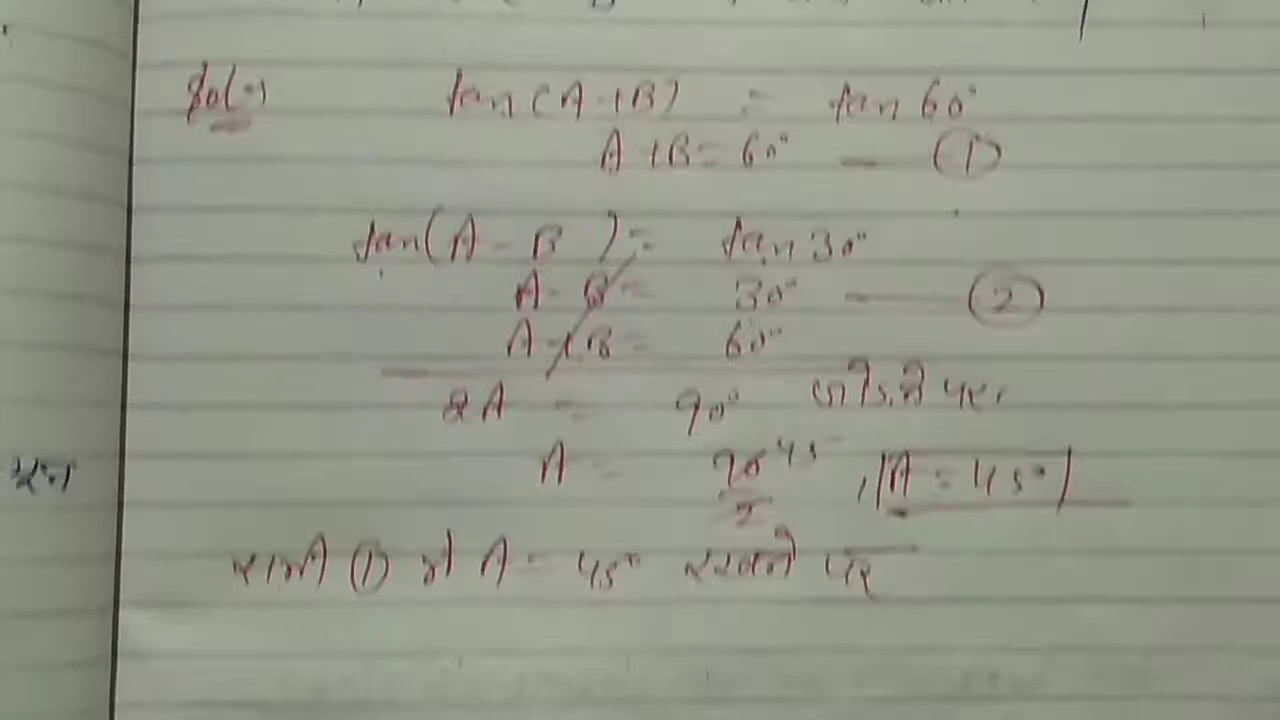 Sol:-)
tan(A+B) = tan 60°
A+B = 60° — (1)
tan(A-B) = tan 30°
A-B = 30° — (2)
A+B = 60°
2A = 90° जोड़ने पर
A = 90/2 45, A = 45°
समी (1) में A = 45° रखने पर